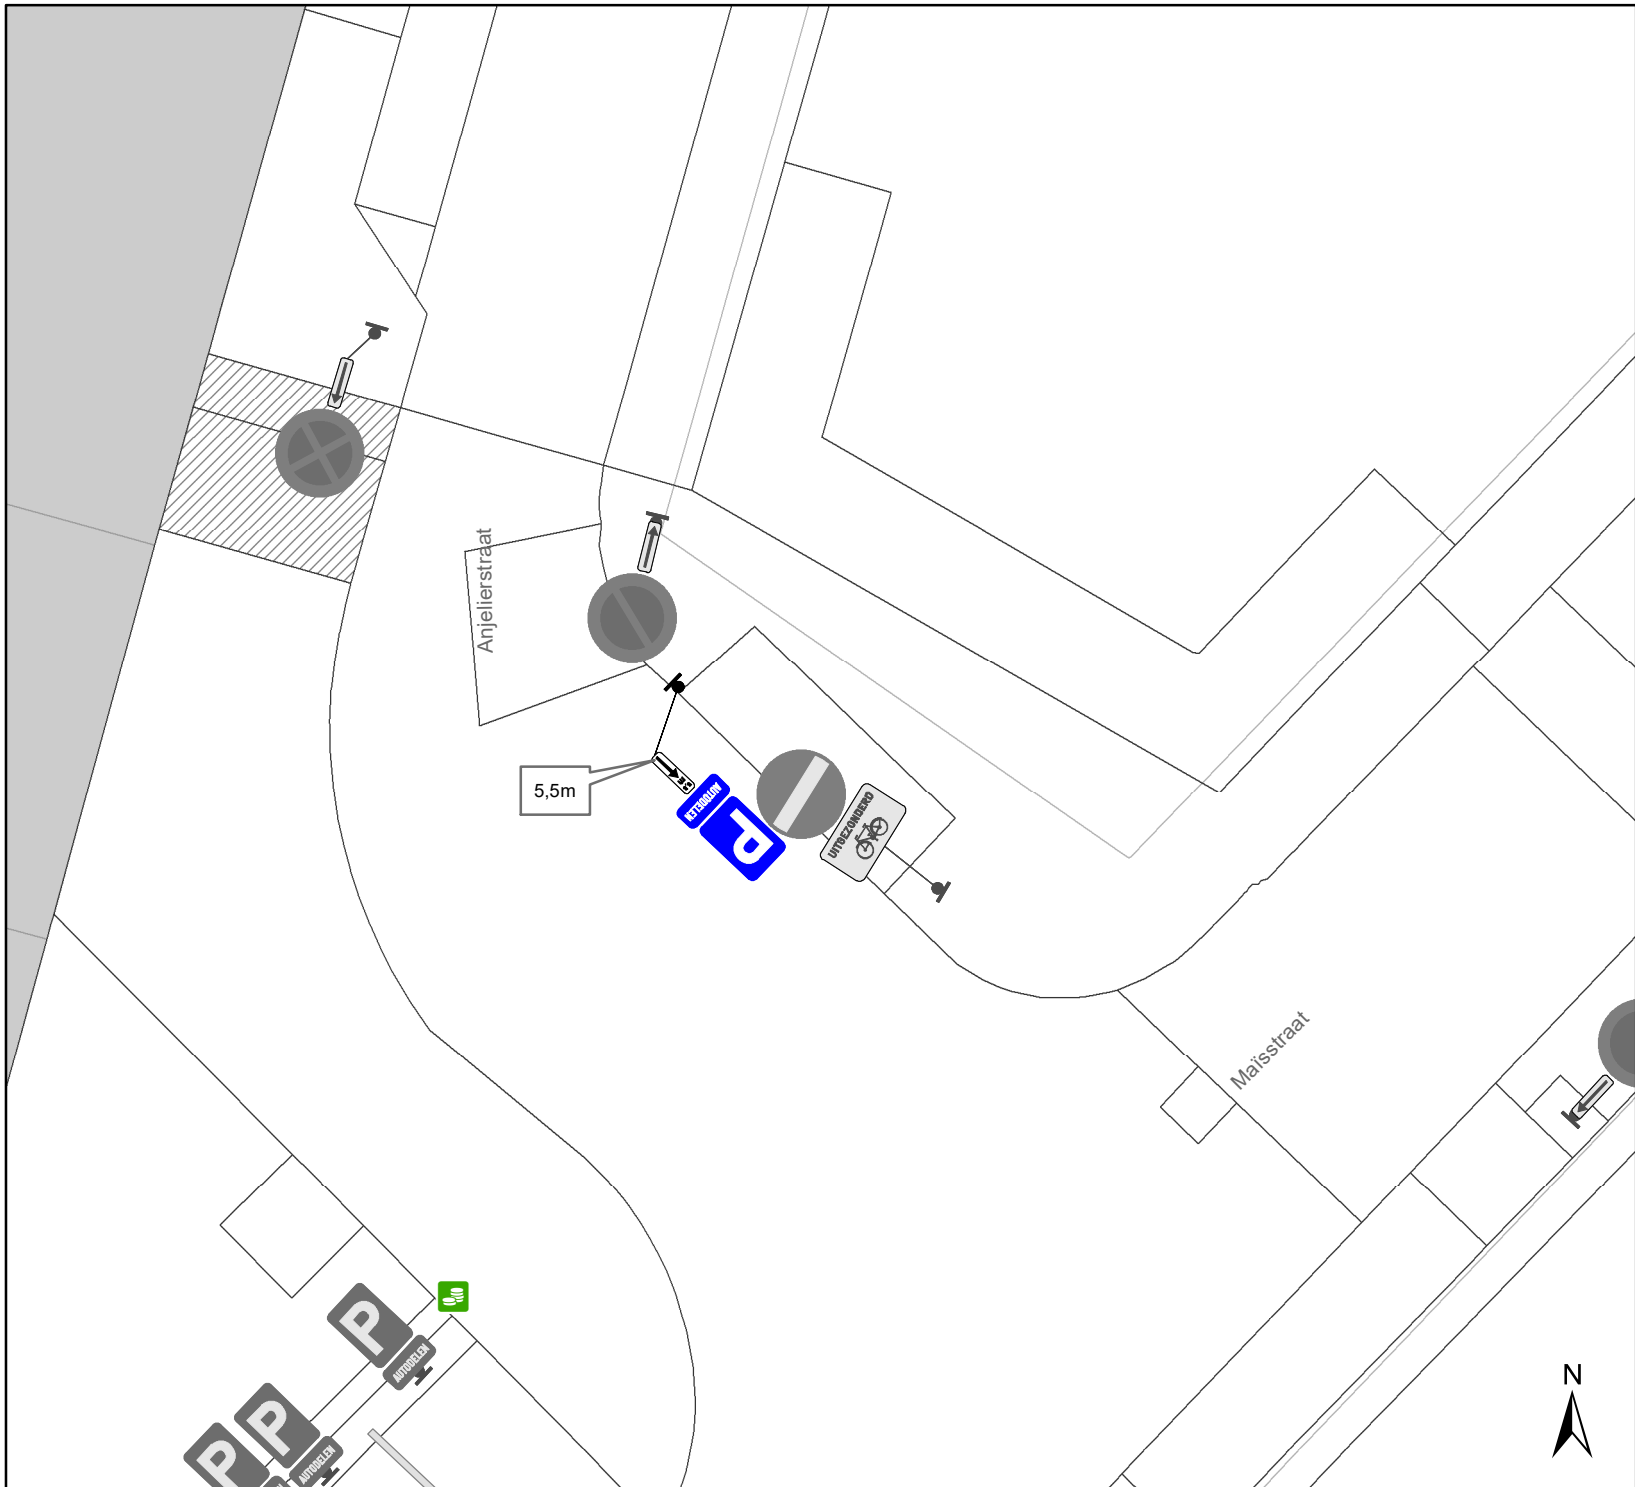 Anjelierstraat
5,5m
AUTODELEN
P
UITGEZONDERD
Maïsstraat
P
AUTODELEN
P
AUTODELEN
P
N